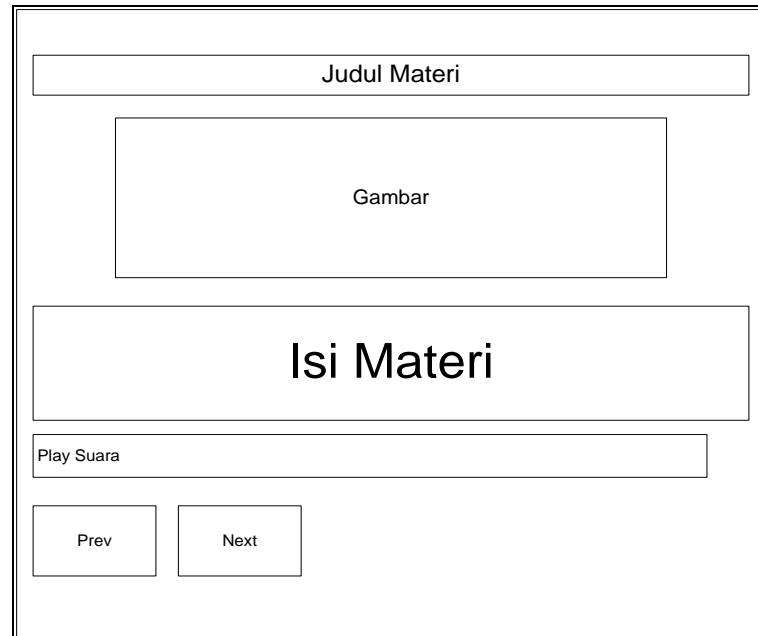 Judul Materi
Gambar
Isi Materi
Play Suara
Prev
Next